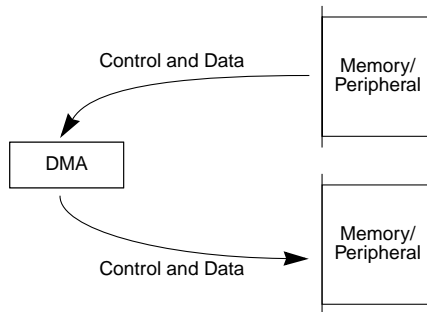 Control and Data
Memory/
Peripheral
DMA
Memory/
Peripheral
Control and Data